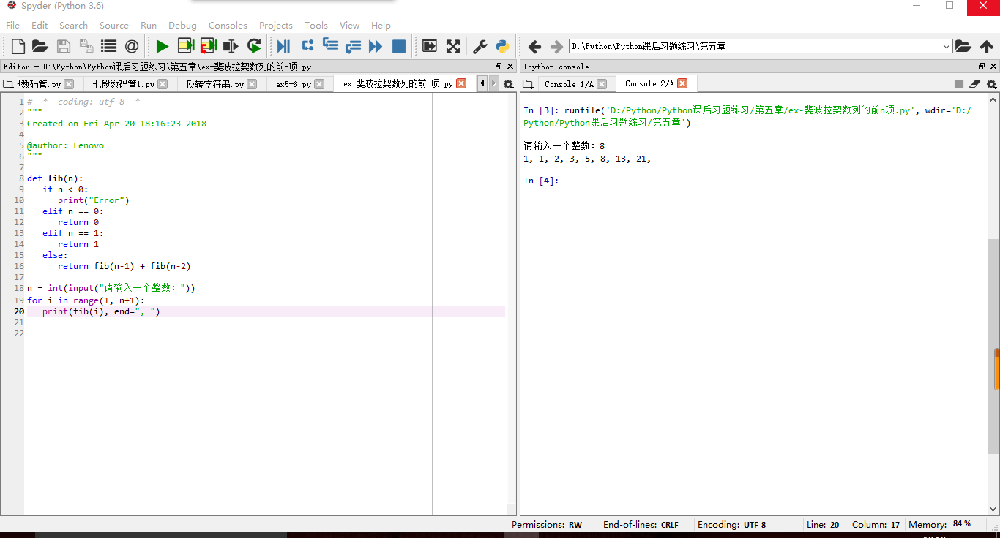 Spyder (Python 3.6)
File Edit Search Source Run Debug Consoles Projects Tools View Help
D:\Python\Python课后习题练习\第五章
Editor - D:\Python\Python课后习题练习\第五章\ex-斐波拉契数列的前n项.py
数码管.py 七段数码管1.py 反转字符串.py ex5-6.py ex-斐波拉契数列的前n项.py
1 # -*- coding: utf-8 -*-
2 """
3 Created on Fri Apr 20 18:16:23 2018
4
5 @author: Lenovo
6 """
7
8 def fib(n):
9 if n < 0:
10 print("Error")
11 elif n == 0:
12 return 0
13 elif n == 1:
14 return 1
15 else:
16 return fib(n-1) + fib(n-2)
17
18 n = int(input("请输入一个整数: "))
19 for i in range(1, n+1):
20 print(fib(i), end=", ")
21
22
IPython console
Console 1/A Console 2/A
In [3]: runfile('D:/Python/Python课后习题练习/第五章/ex-斐波拉契数列的前n项.py', wdir='D:/
Python/Python课后习题练习/第五章')
请输入一个整数: 8
1, 1, 2, 3, 5, 8, 13, 21,
In [4]:
Permissions: RW End-of-lines: CRLF Encoding: UTF-8 Line: 20 Column: 17 Memory: 84 %